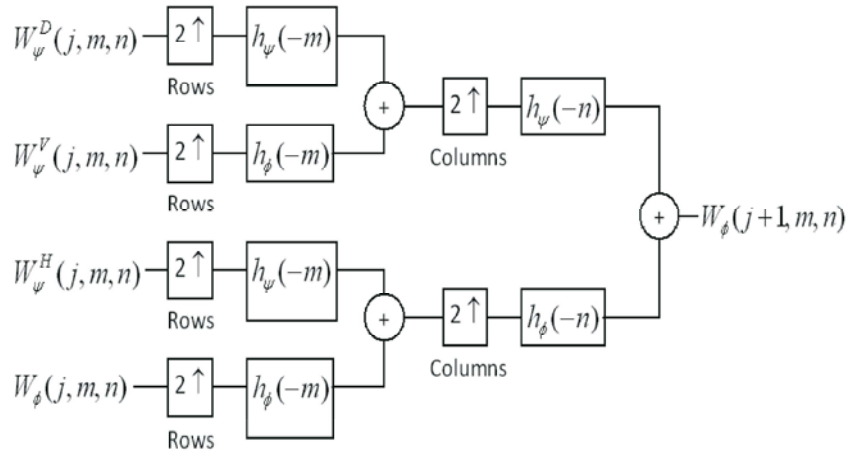 W_ψ^D(j,m,n) 2↑ h_ψ(−m)
Rows
+ 2↑ h_ψ(−n)
W_ψ^V(j,m,n) 2↑ h_ϕ(−m)
Columns
Rows
+ W_ϕ(j+1,m,n)
W_ψ^H(j,m,n) 2↑ h_ψ(−m)
Rows
+ 2↑ h_ϕ(−n)
Columns
W_ϕ(j,m,n) 2↑ h_ϕ(−m)
Rows